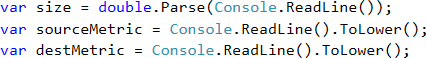 var size = double.Parse(Console.ReadLine());
var sourceMetric = Console.ReadLine().ToLower();
var destMetric = Console.ReadLine().ToLower();